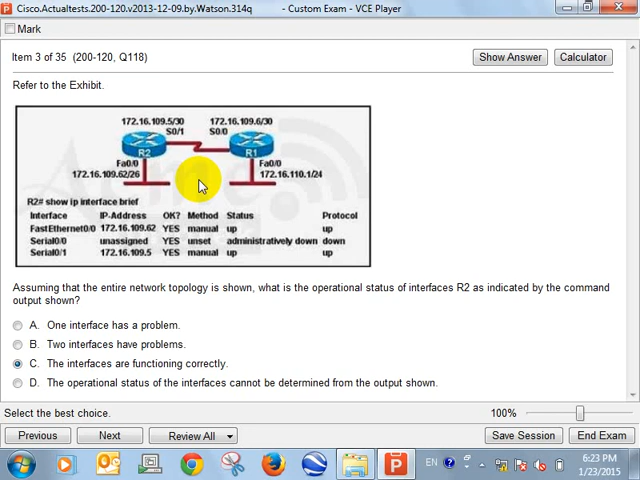 Cisco.Actualtests.200-120.v2013-12-09.by.Watson.314q - Custom Exam - VCE Player
Mark
Item 3 of 35 (200-120, Q118)
Show Answer
Calculator
Refer to the Exhibit.
172.16.109.5/30 172.16.109.6/30
S0/1 S0/0
R2 R1
Fa0/0 Fa0/0
172.16.109.62/26 172.16.110.1/24
R2# show ip interface brief
Interface IP-Address OK? Method Status Protocol
FastEthernet0/0 172.16.109.62 YES manual up up
Serial0/0 unassigned YES unset administratively down down
Serial0/1 172.16.109.5 YES manual up up
Assuming that the entire network topology is shown, what is the operational status of interfaces R2 as indicated by the command
output shown?
A. One interface has a problem.
B. Two interfaces have problems.
C. The interfaces are functioning correctly.
D. The operational status of the interfaces cannot be determined from the output shown.
Select the best choice.
100%
Previous
Next
Review All
Save Session
End Exam
EN
6:23 PM
1/23/2015